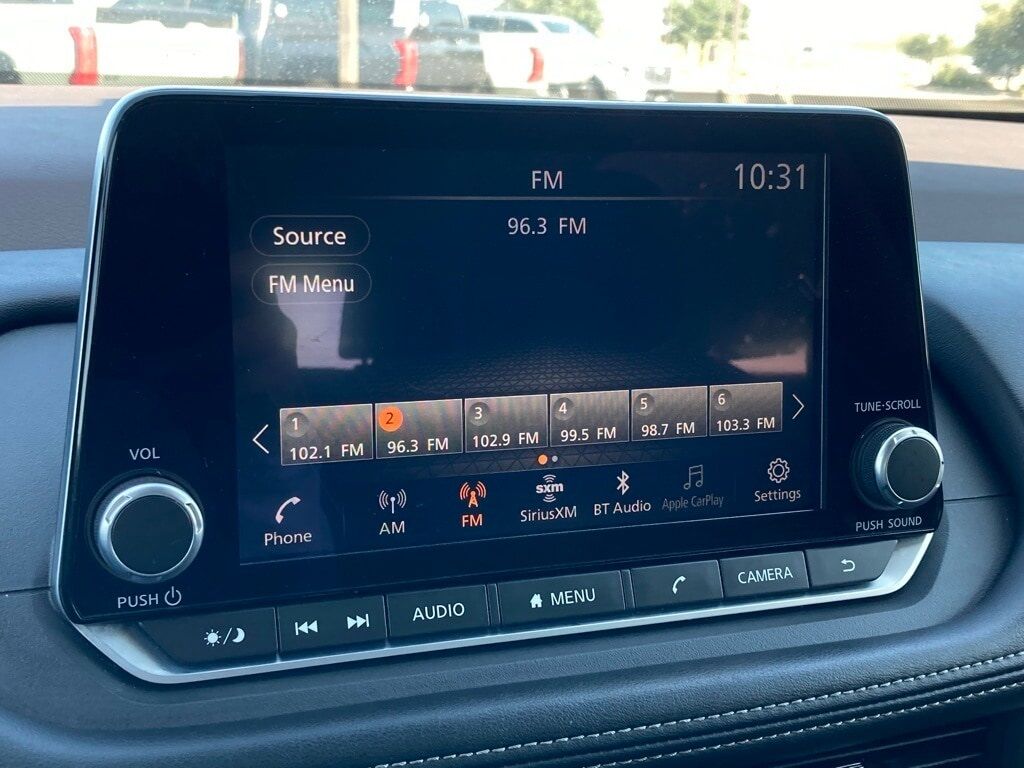 FM
10:31
96.3 FM
Source
FM Menu
1
102.1 FM
2
96.3 FM
3
102.9 FM
4
99.5 FM
5
98.7 FM
6
103.3 FM
Phone
AM
FM
sxm
SiriusXM
BT Audio
Apple CarPlay
Settings
VOL
PUSH
TUNE·SCROLL
PUSH SOUND
AUDIO
MENU
CAMERA